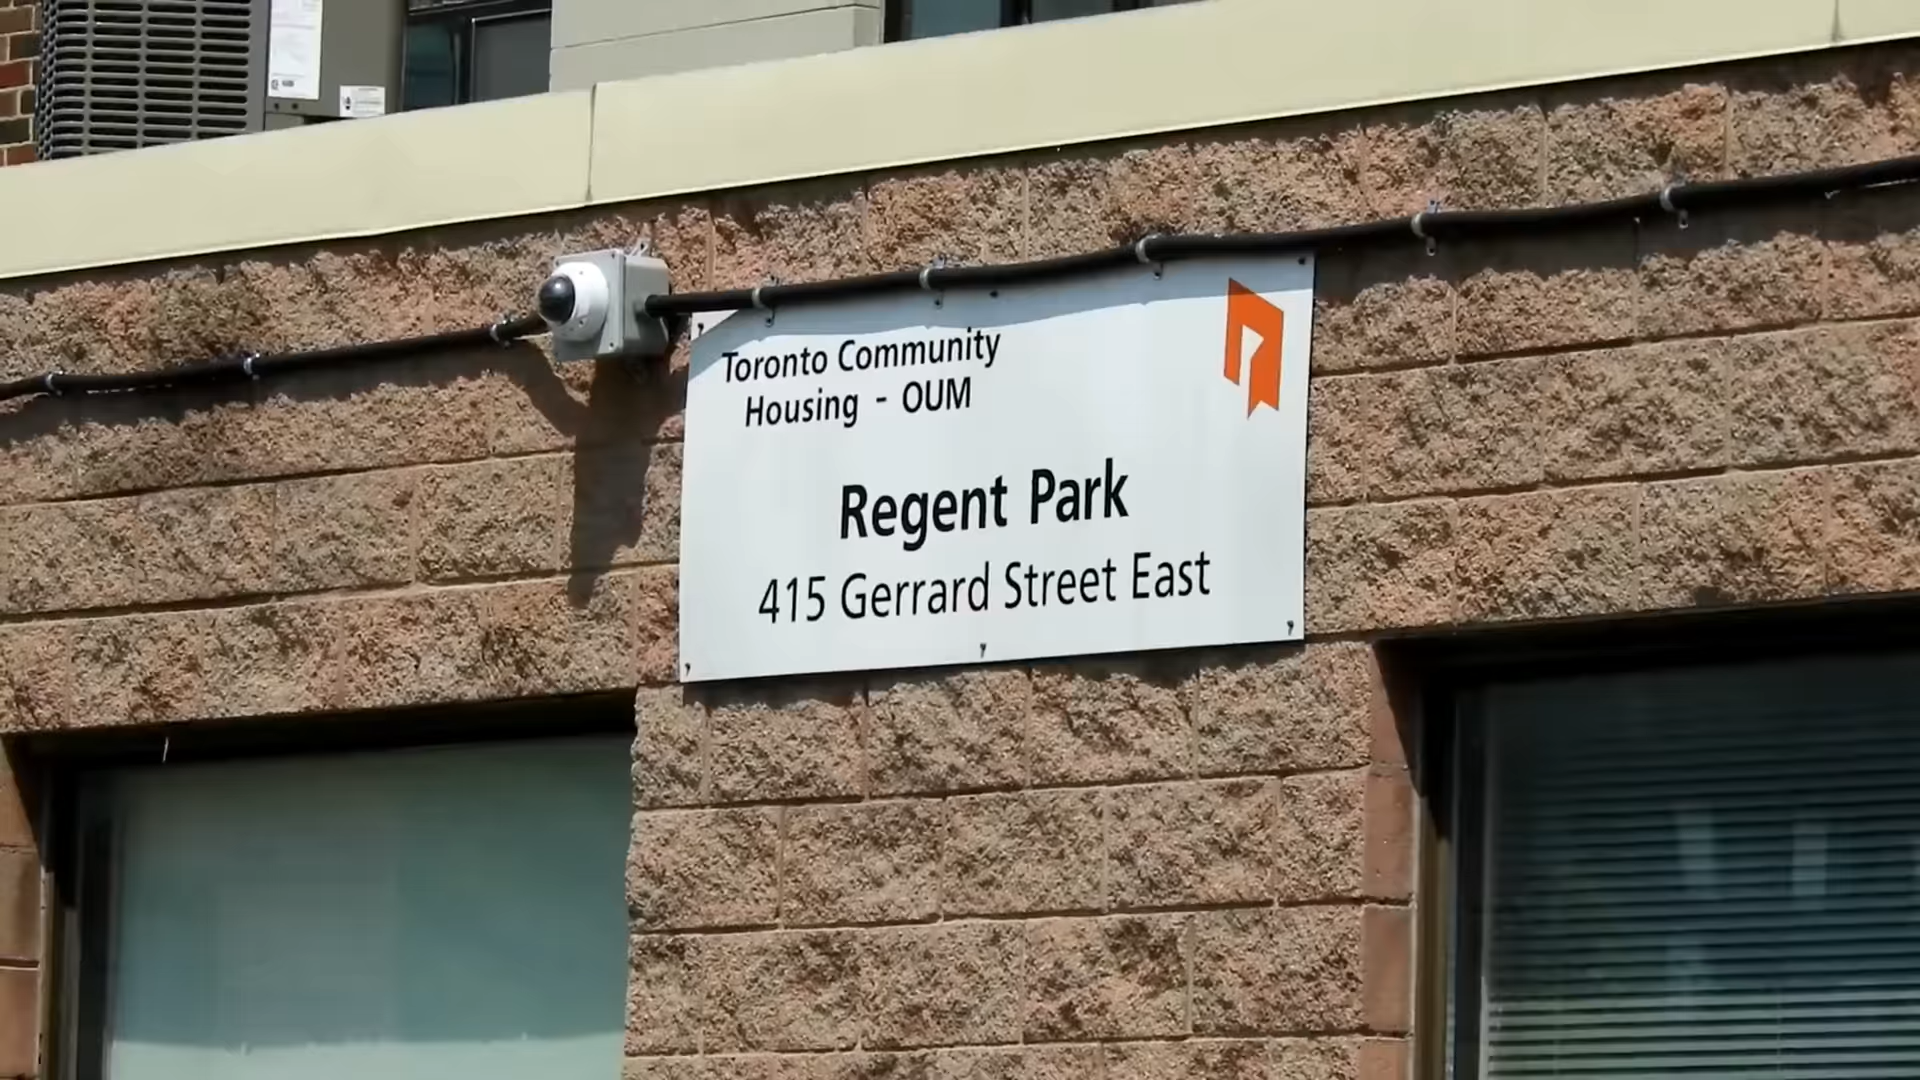 Toronto Community
Housing - OUM
Regent Park
415 Gerrard Street East